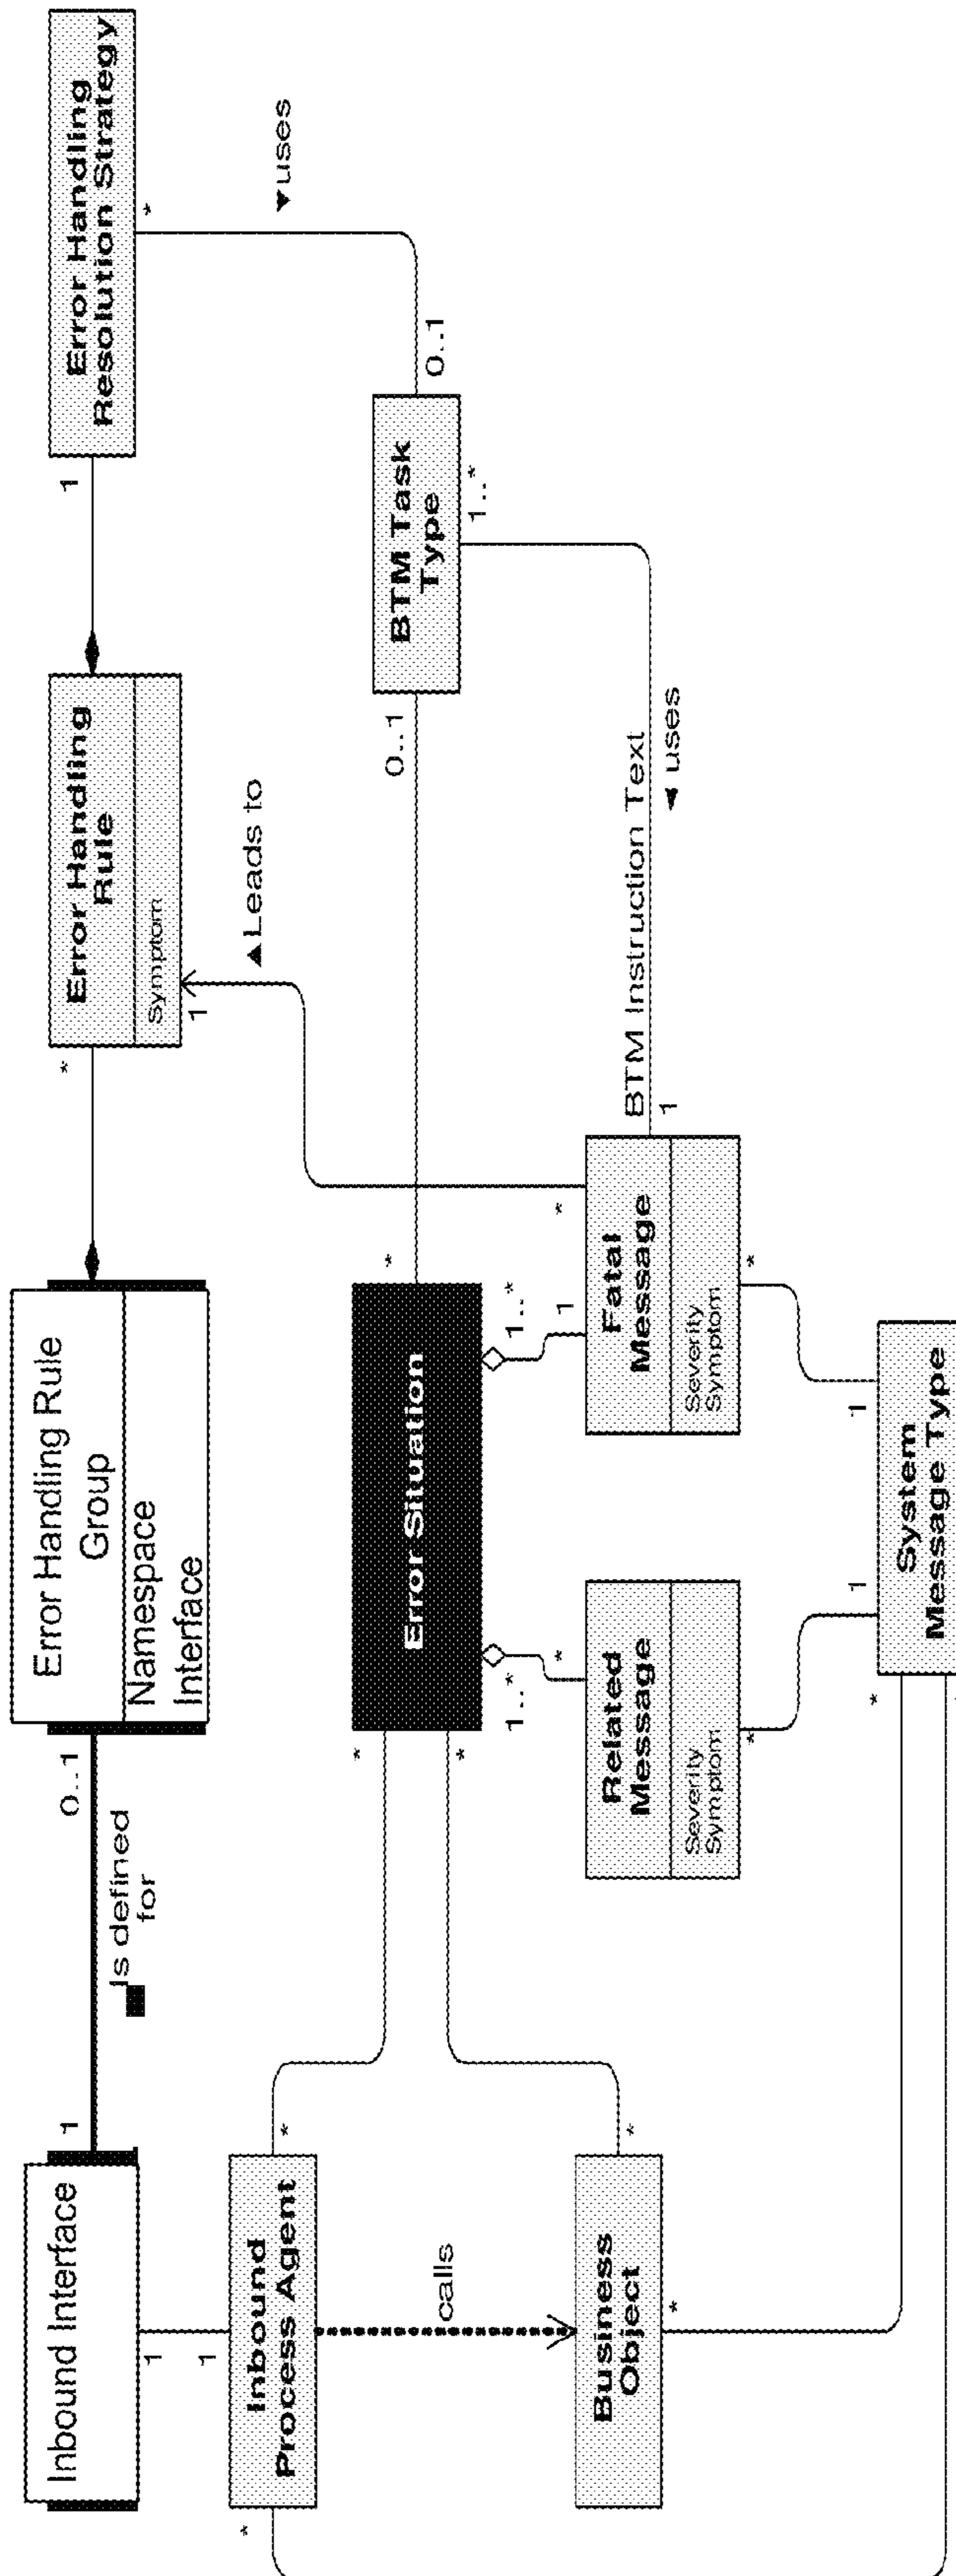 Inbound Interface
1
Is defined
for
0..1
Error Handling Rule
Group
Namespace
Interface
*
Error Handling
Rule
Symptom
1
1
Error Handling
Resolution Strategy
*
▼uses
1
1
Inbound
Process Agent
*
*
calls
Business
Object
*
*
*
*
Error Situation
*
0..1
BTM Task
Type
0..1
1..*
▲Leads to
1..*
*
Related
Message
Severity
Symptom
*
1..*
1
Fatal
Message
Severity
Symptom
*
*
1
BTM Instruction Text
◄ uses
1
1
*
System
Message Type